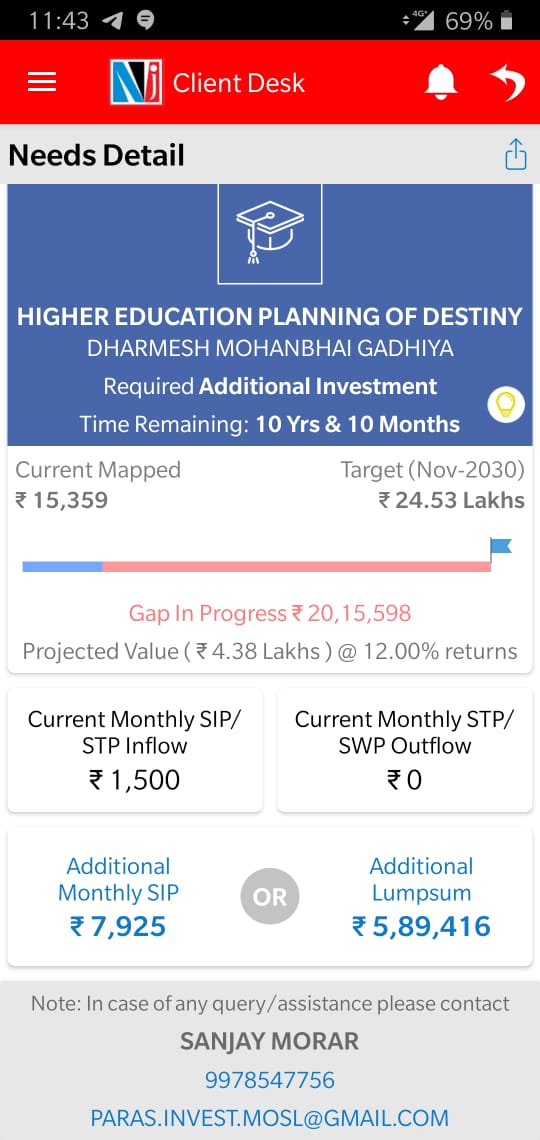 11:43
4G+ 69%
Nj Client Desk
Needs Detail
HIGHER EDUCATION PLANNING OF DESTINY
DHARMESH MOHANBHAI GADHIYA
Required Additional Investment
Time Remaining: 10 Yrs & 10 Months
Current Mapped Target (Nov-2030)
₹ 15,359 ₹ 24.53 Lakhs
Gap In Progress ₹ 20,15,598
Projected Value ( ₹ 4.38 Lakhs ) @ 12.00% returns
Current Monthly SIP/
STP Inflow
₹ 1,500
Current Monthly STP/
SWP Outflow
₹ 0
Additional
Monthly SIP
₹ 7,925
OR
Additional
Lumpsum
₹ 5,89,416
Note: In case of any query/assistance please contact
SANJAY MORAR
9978547756
PARAS.INVEST.MOSL@GMAIL.COM